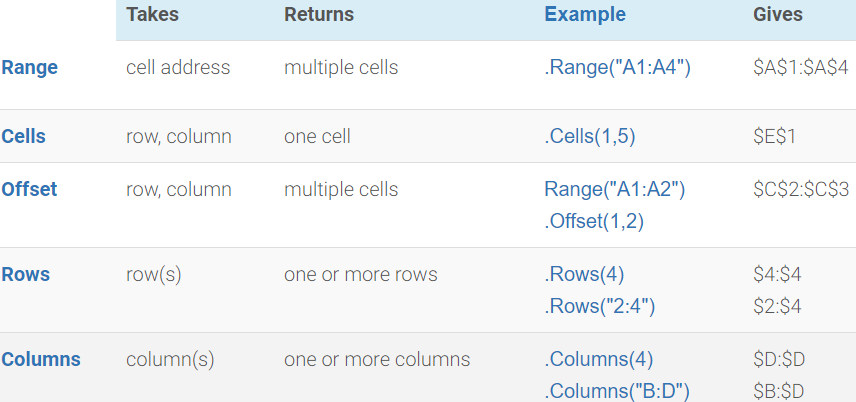 Takes Returns Example Gives
Range cell address multiple cells .Range("A1:A4") $A$1:$A$4
Cells row, column one cell .Cells(1,5) $E$1
Offset row, column multiple cells Range("A1:A2") $C$2:$C$3
.Offset(1,2)
Rows row(s) one or more rows .Rows(4) $4:$4
.Rows("2:4") $2:$4
Columns column(s) one or more columns .Columns(4) $D:$D
.Columns("B:D") $B:$D